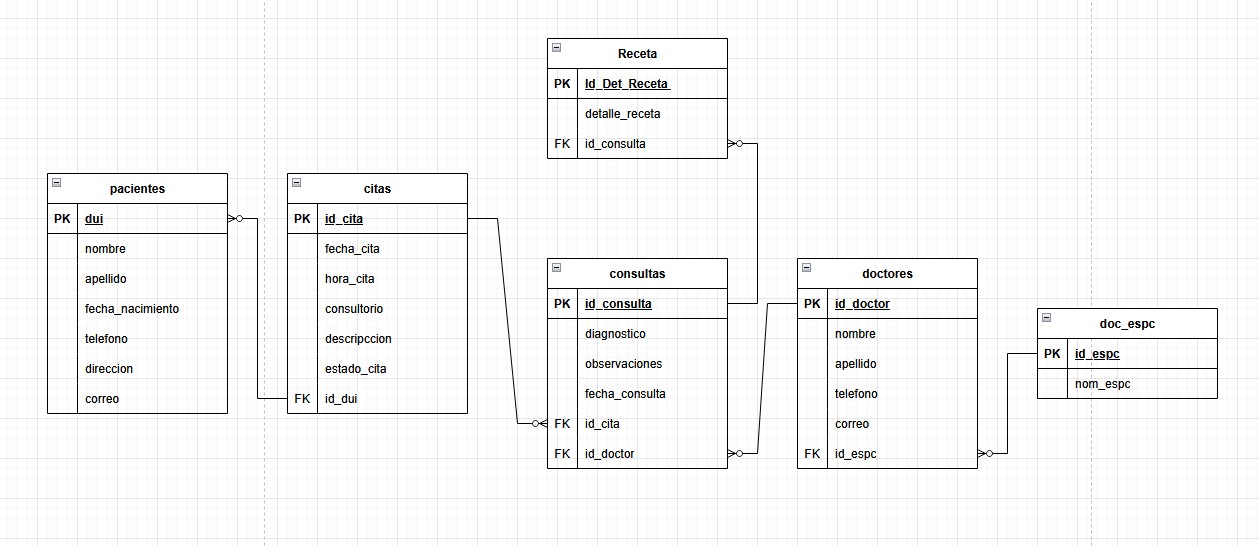 Receta
PK Id_Det_Receta
detalle_receta
FK id_consulta
pacientes
PK dui
nombre
apellido
fecha_nacimiento
telefono
direccion
correo
citas
PK id_cita
fecha_cita
hora_cita
consultorio
descripccion
estado_cita
FK id_dui
consultas
PK id_consulta
diagnostico
observaciones
fecha_consulta
FK id_cita
FK id_doctor
doctores
PK id_doctor
nombre
apellido
telefono
correo
FK id_espc
doc_espc
PK id_espc
nom_espc